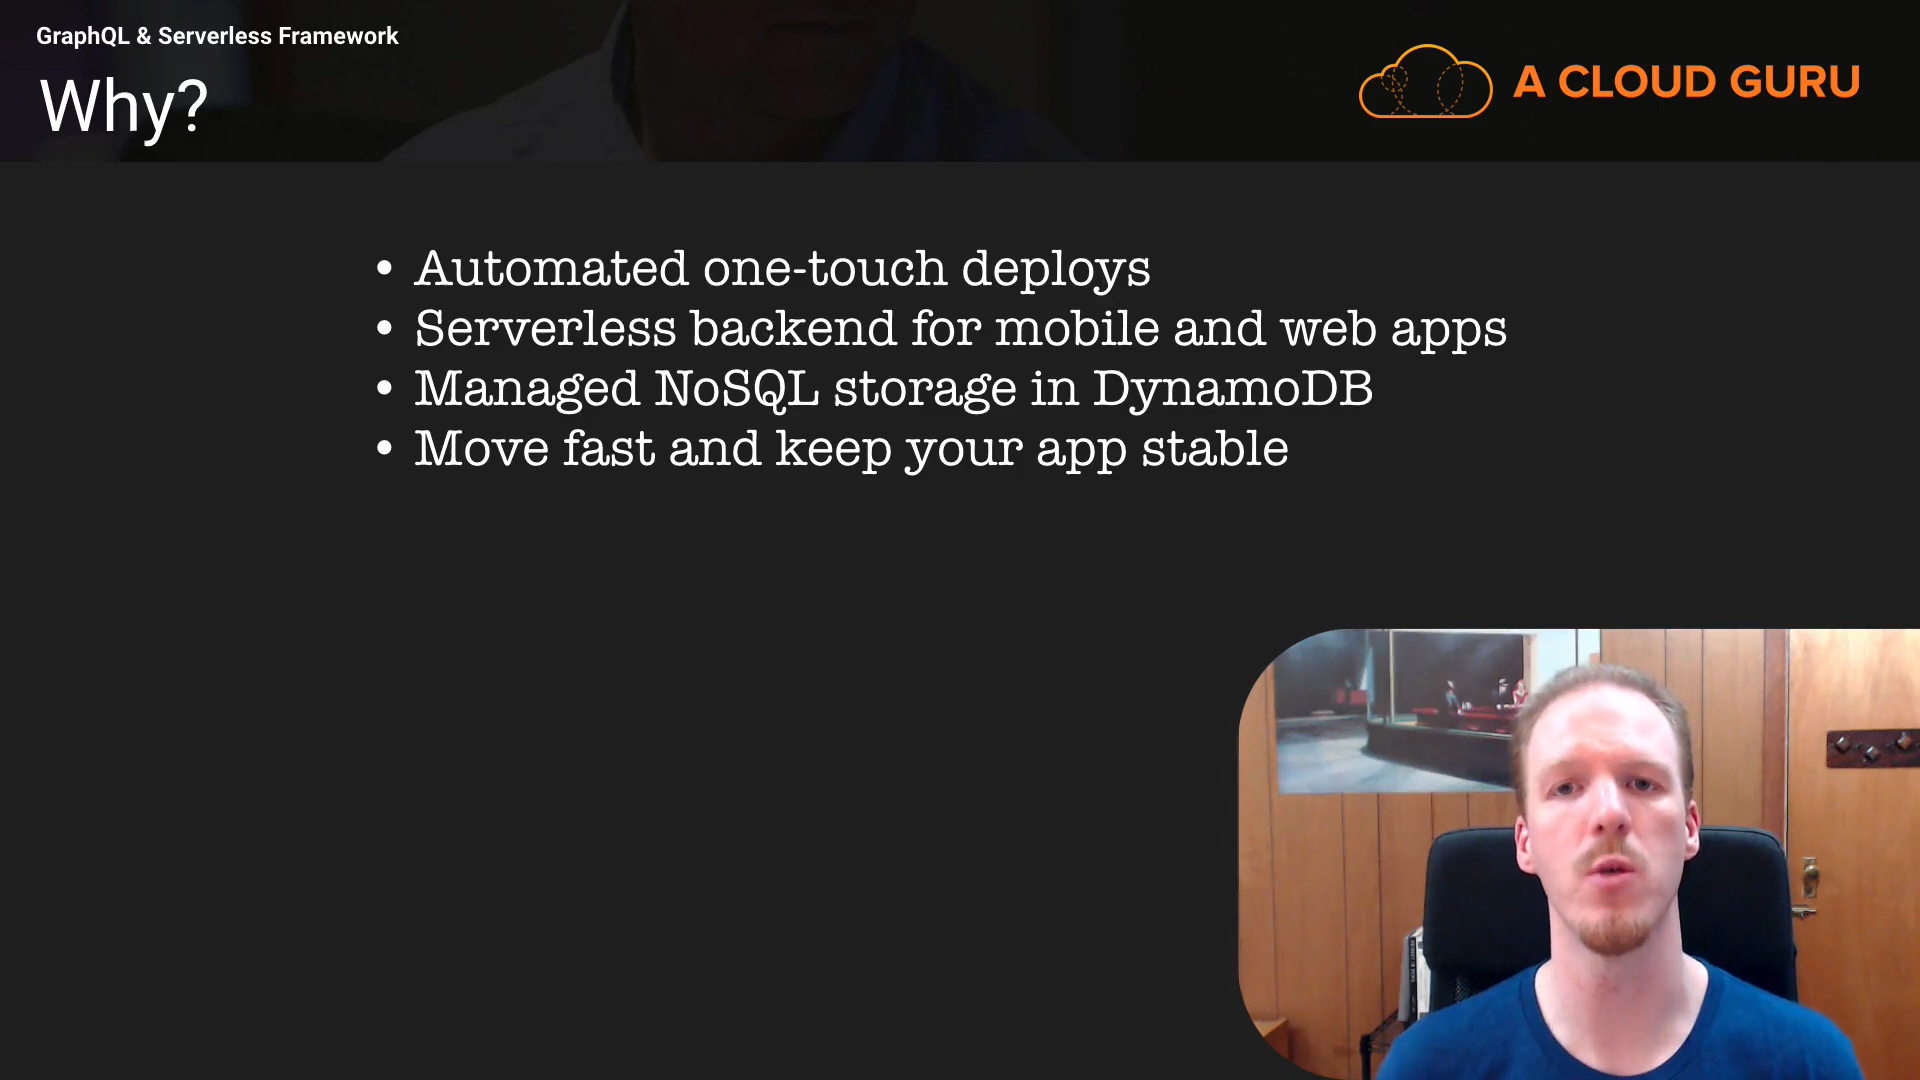 GraphQL & Serverless Framework
Why?
A CLOUD GURU
• Automated one-touch deploys
• Serverless backend for mobile and web apps
• Managed NoSQL storage in DynamoDB
• Move fast and keep your app stable